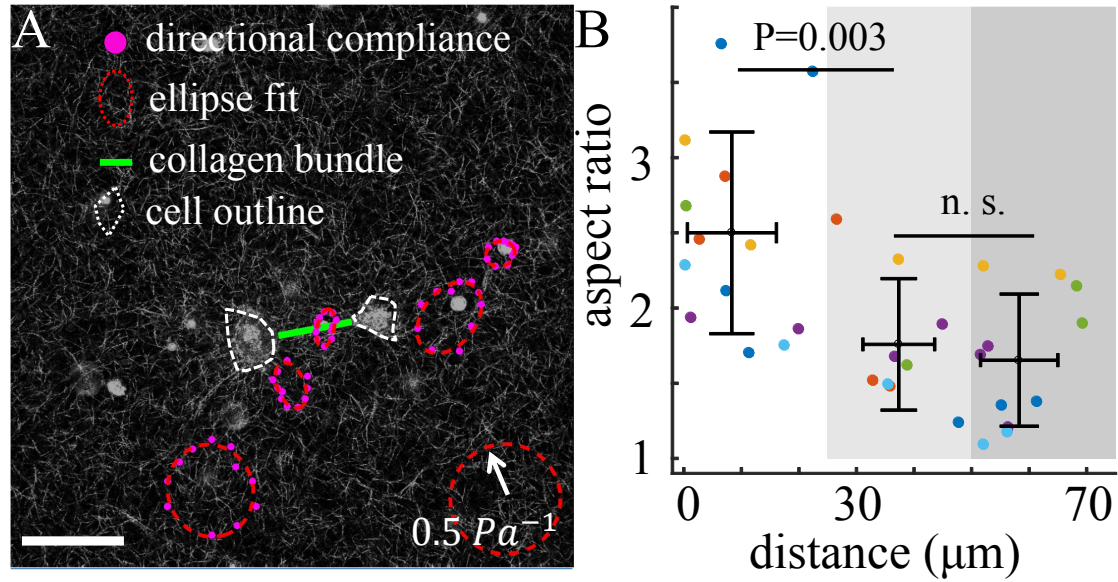 A
directional compliance
ellipse fit
collagen bundle
cell outline
0.5 Pa⁻¹
B
P=0.003
n. s.
aspect ratio
4
3
2
1
0
30
70
distance (μm)